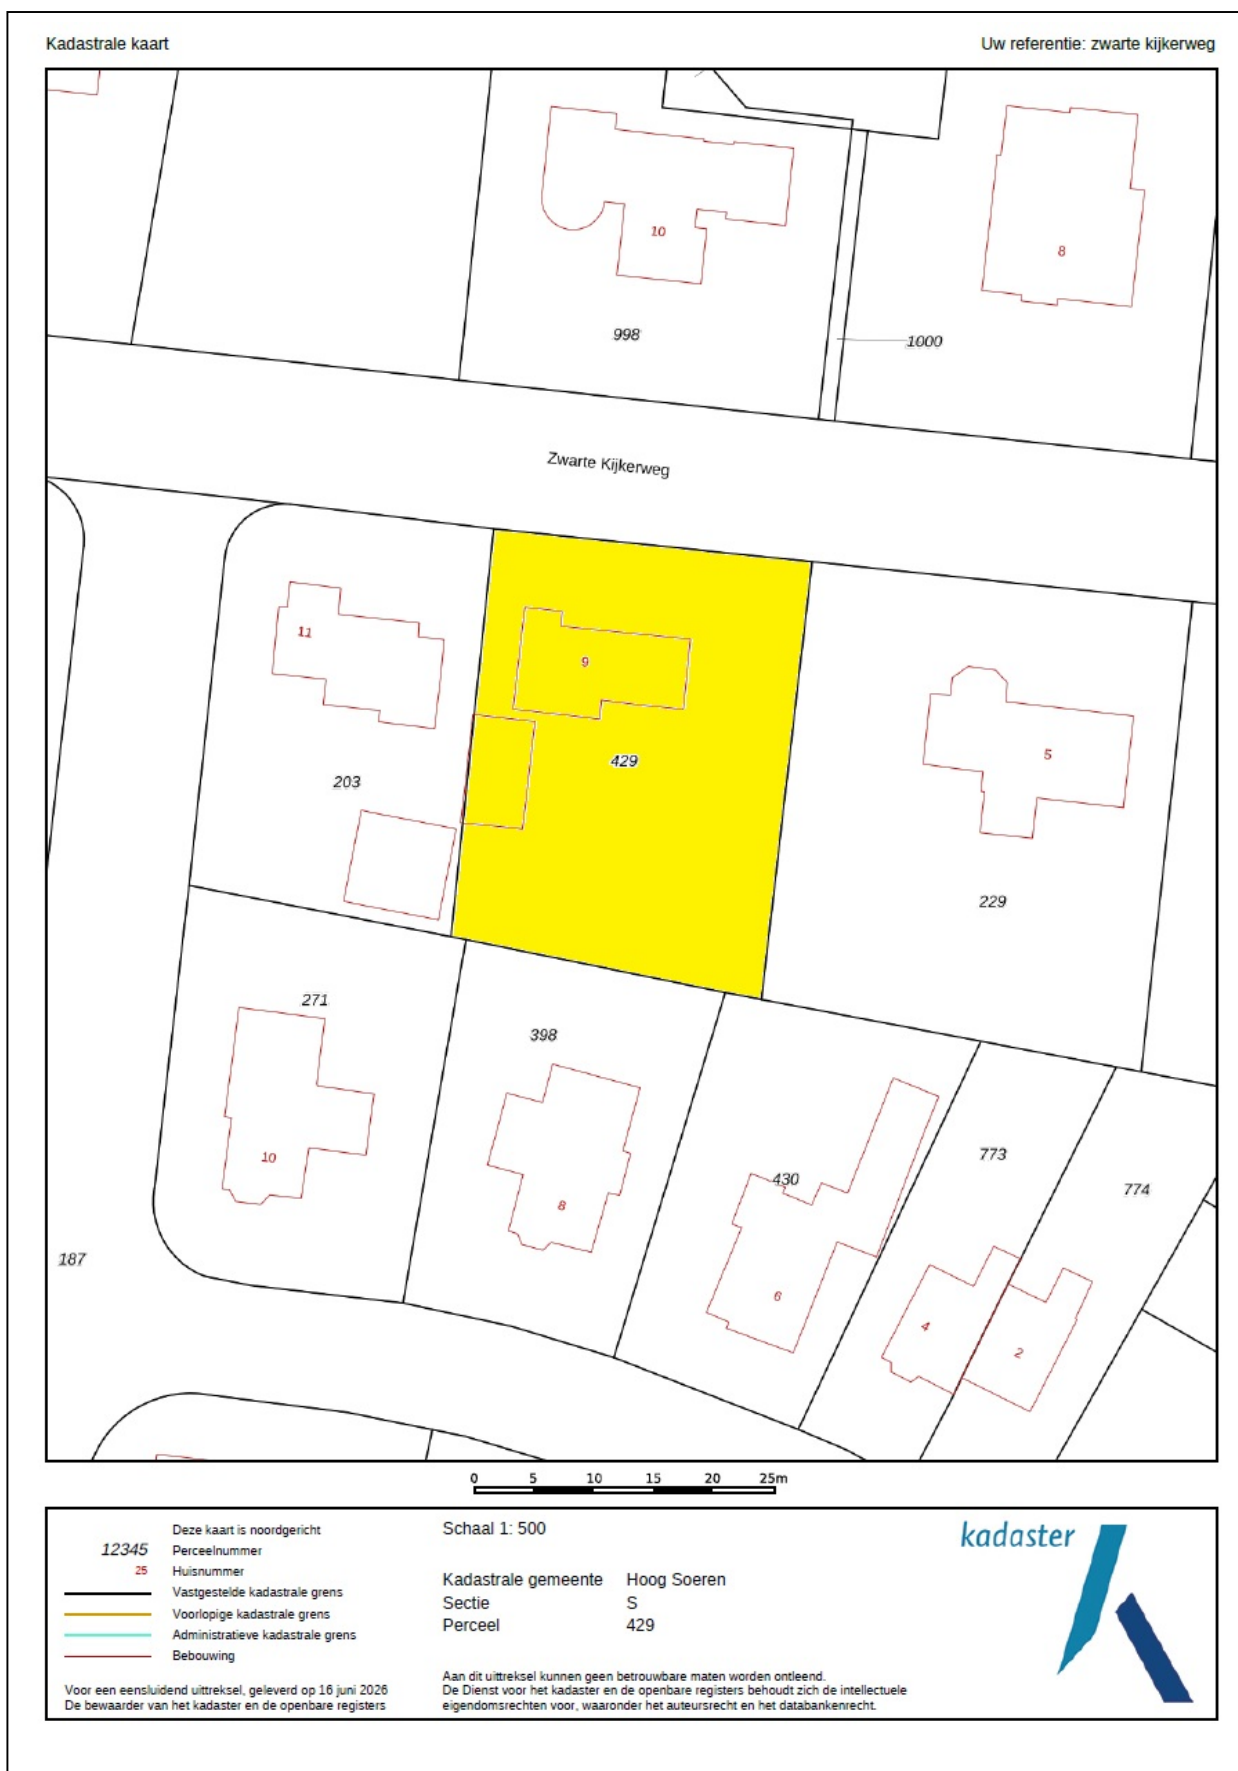 Kadastrale kaart
Uw referentie: zwarte kijkerweg
10
8
998
1000
Zwarte Kijkerweg
11
9
5
429
203
229
271
398
10
8
430
773
774
187
6
4
2
0 5 10 15 20 25m
Deze kaart is noordgericht
12345 Perceelnummer
25 Huisnummer
Vastgestelde kadastrale grens
Voorlopige kadastrale grens
Administratieve kadastrale grens
Bebouwing
Voor een eensluidend uittreksel, geleverd op 16 juni 2026
De bewaarder van het kadaster en de openbare registers
Schaal 1: 500
Kadastrale gemeente Hoog Soeren
Sectie S
Perceel 429
Aan dit uittreksel kunnen geen betrouwbare maten worden ontleend.
De Dienst voor het kadaster en de openbare registers behoudt zich de intellectuele
eigendomsrechten voor, waaronder het auteursrecht en het databankenrecht.
kadaster